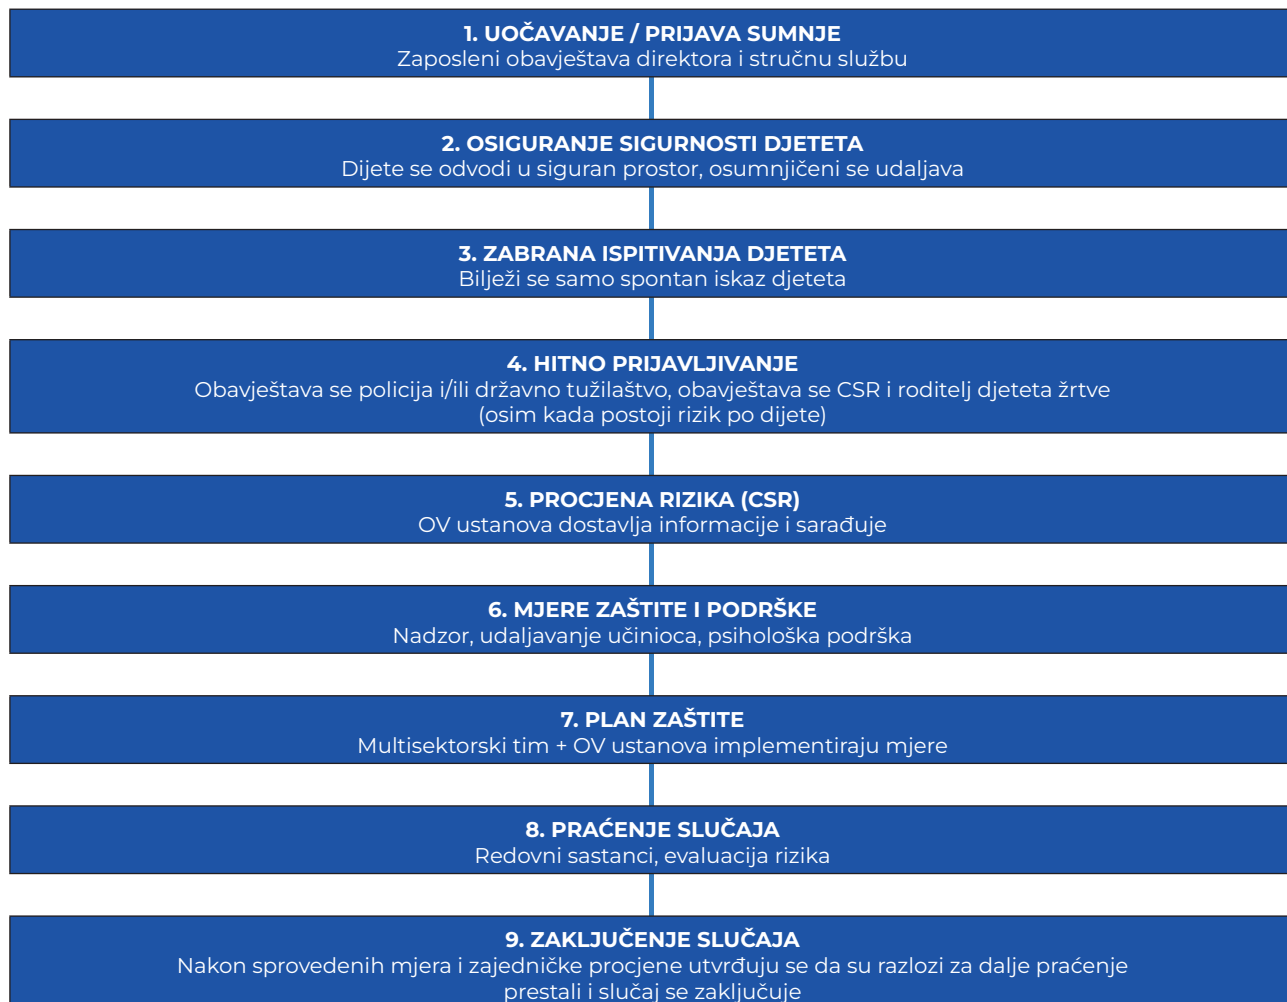 1. UOČAVANJE / PRIJAVA SUMNJE
Zaposleni obavještava direktora i stručnu službu
2. OSIGURANJE SIGURNOSTI DJETETA
Dijete se odvodi u siguran prostor, osumnjičeni se udaljava
3. ZABRANA ISPITIVANJA DJETETA
Bilježi se samo spontan iskaz djeteta
4. HITNO PRIJAVLJIVANJE
Obavještava se policija i/ili državno tužilaštvo, obavještava se CSR i roditelj djeteta žrtve
(osim kada postoji rizik po dijete)
5. PROCJENA RIZIKA (CSR)
OV ustanova dostavlja informacije i sarađuje
6. MJERE ZAŠTITE I PODRŠKE
Nadzor, udaljavanje učinioca, psihološka podrška
7. PLAN ZAŠTITE
Multisektorski tim + OV ustanova implementiraju mjere
8. PRAĆENJE SLUČAJA
Redovni sastanci, evaluacija rizika
9. ZAKLJUČENJE SLUČAJA
Nakon sprovedenih mjera i zajedničke procjene utvrđuju se da su razlozi za dalje praćenje
prestali i slučaj se zaključuje